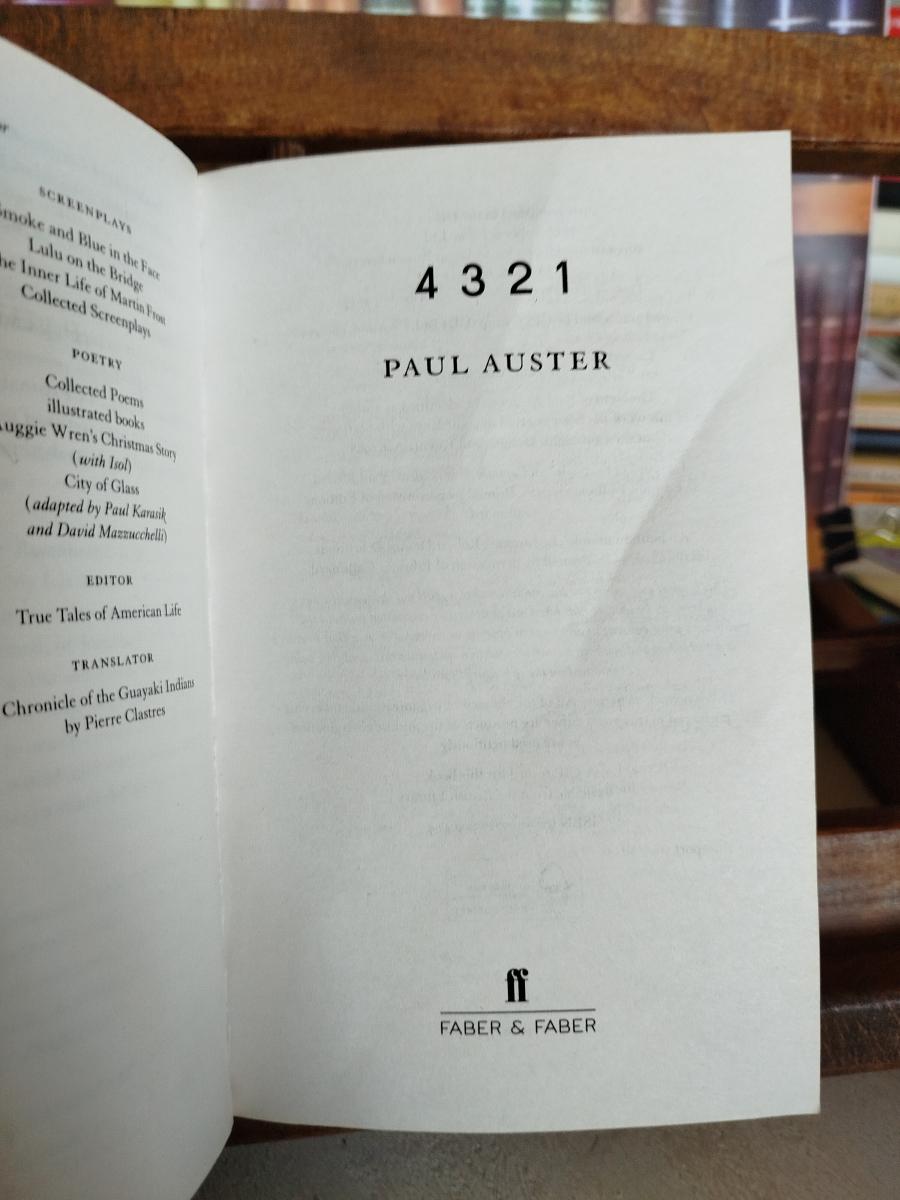 SCREENPLAYS
Smoke and Blue in the Face
Lulu on the Bridge
he Inner Life of Martin Frost
Collected Screenplays
POETRY
Collected Poems
illustrated books
uggie Wren's Christmas Story
(with Isol)
City of Glass
(adapted by Paul Karasik
and David Mazzucchelli)
EDITOR
True Tales of American Life
TRANSLATOR
Chronicle of the Guayaki Indians
by Pierre Clastres
4 3 2 1
PAUL AUSTER
ff
FABER & FABER